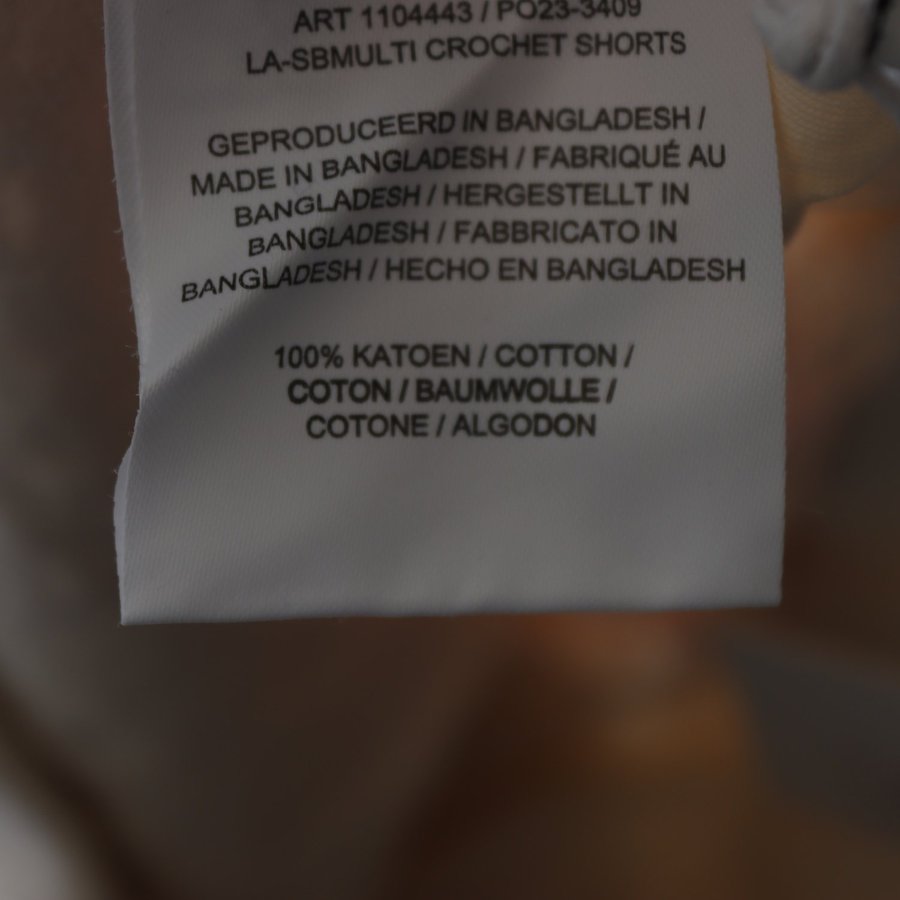 ART 1104443 / PO23-3409
LA-SBMULTI CROCHET SHORTS
GEPRODUCEERD IN BANGLADESH /
MADE IN BANGLADESH / FABRIQUÉ AU
BANGLADESH / HERGESTELLT IN
BANGLADESH / FABBRICATO IN
BANGLADESH / HECHO EN BANGLADESH
100% KATOEN / COTTON /
COTON / BAUMWOLLE /
COTONE / ALGODON